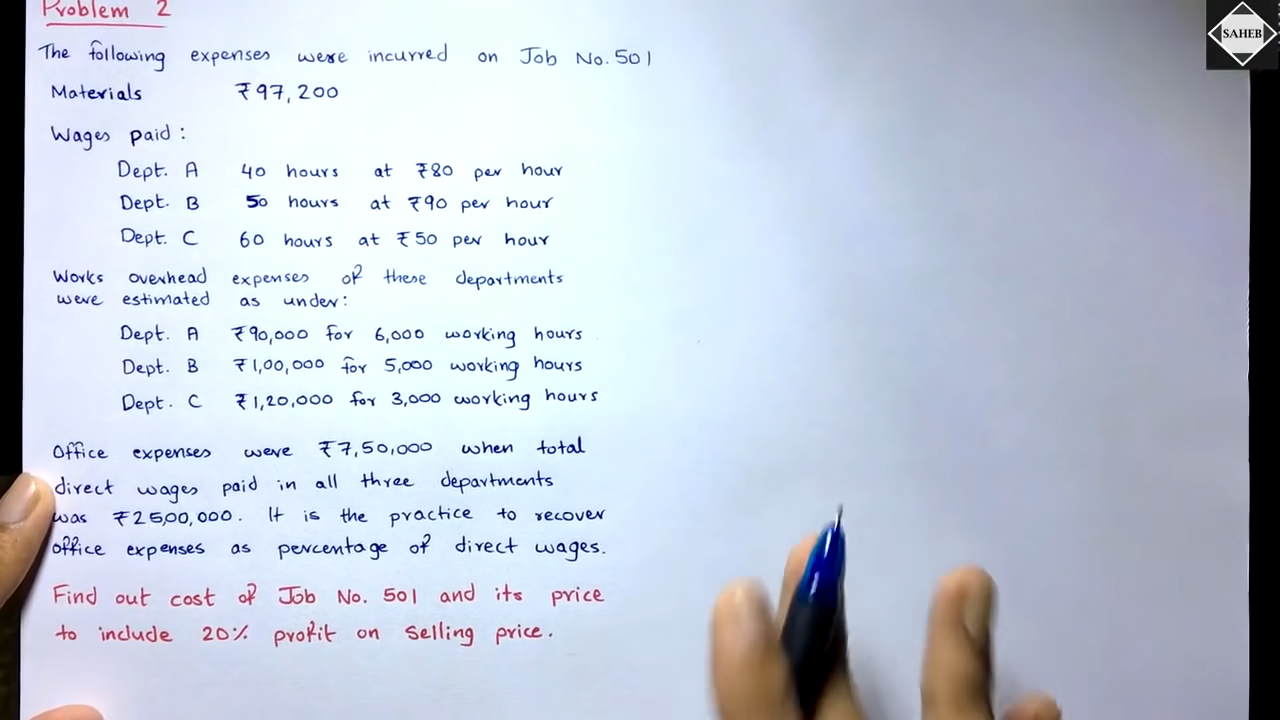 Problem 2
SAHEB
The following expenses were incurred on Job No. 501
Materials ₹97,200
Wages paid:
Dept. A 40 hours at ₹80 per hour
Dept. B 50 hours at ₹90 per hour
Dept. C 60 hours at ₹50 per hour
Works overhead expenses of these departments
were estimated as under:
Dept. A ₹90,000 for 6,000 working hours.
Dept. B ₹1,00,000 for 5,000 working hours
Dept. C ₹1,20,000 for 3,000 working hours
Office expenses were ₹7,50,000 when total
direct wages paid in all three departments
was ₹25,00,000. It is the practice to recover
office expenses as percentage of direct wages.
Find out cost of Job No. 501 and its price
to include 20% profit on selling price.